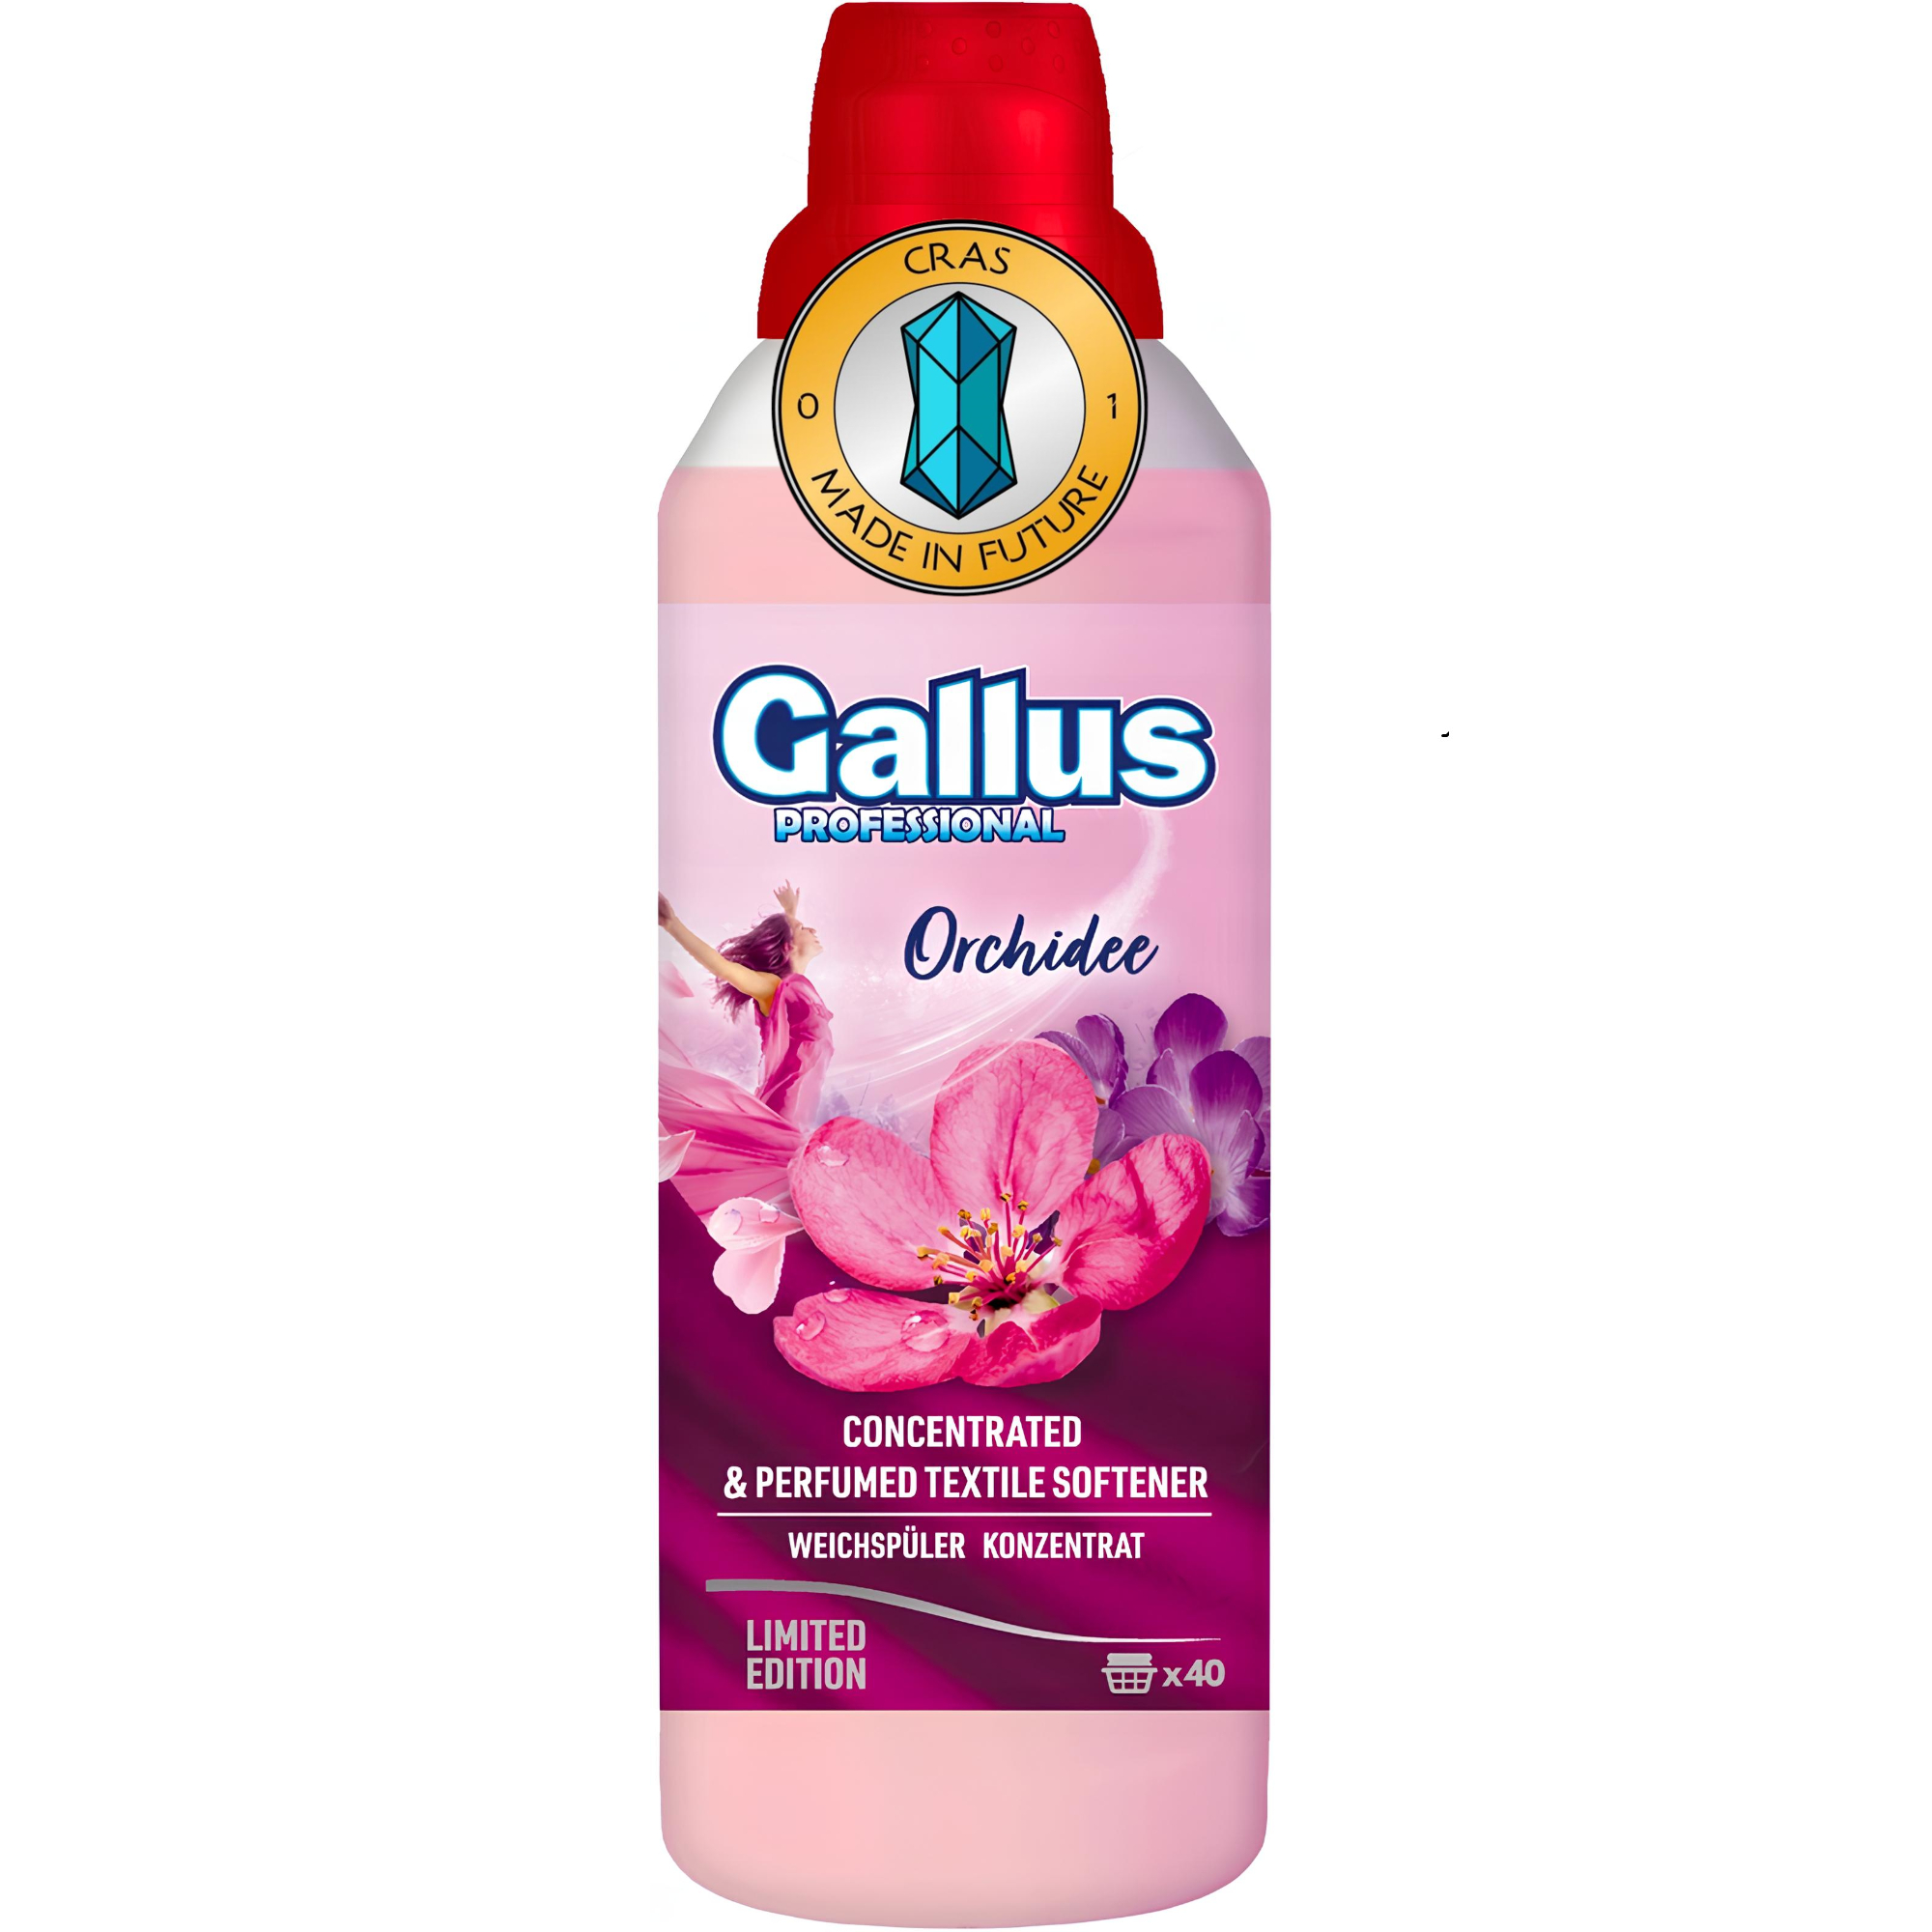 CRAS
0 1
MADE IN FUTURE
Gallus
PROFESSIONAL
Orchidee
CONCENTRATED
& PERFUMED TEXTILE SOFTENER
WEICHSPÜLER KONZENTRAT
LIMITED
EDITION
x40